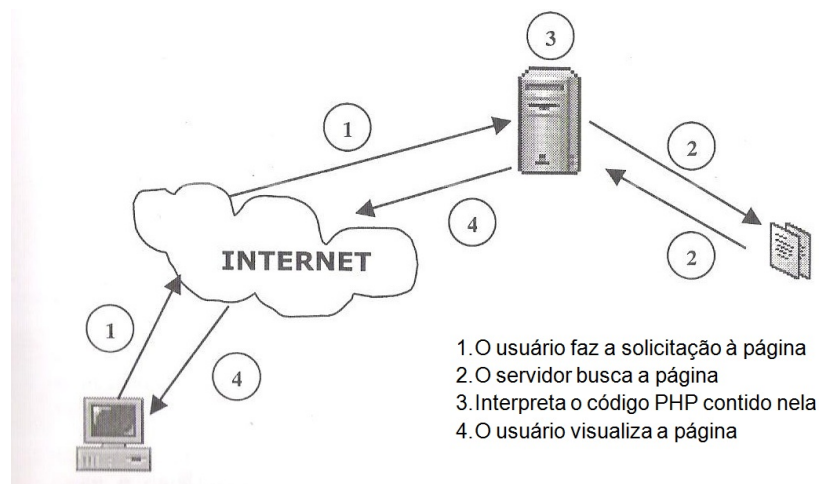 3
1
2
4
2
INTERNET
1
4
1.O usuário faz a solicitação à página
2.O servidor busca a página
3.Interpreta o código PHP contido nela
4.O usuário visualiza a página